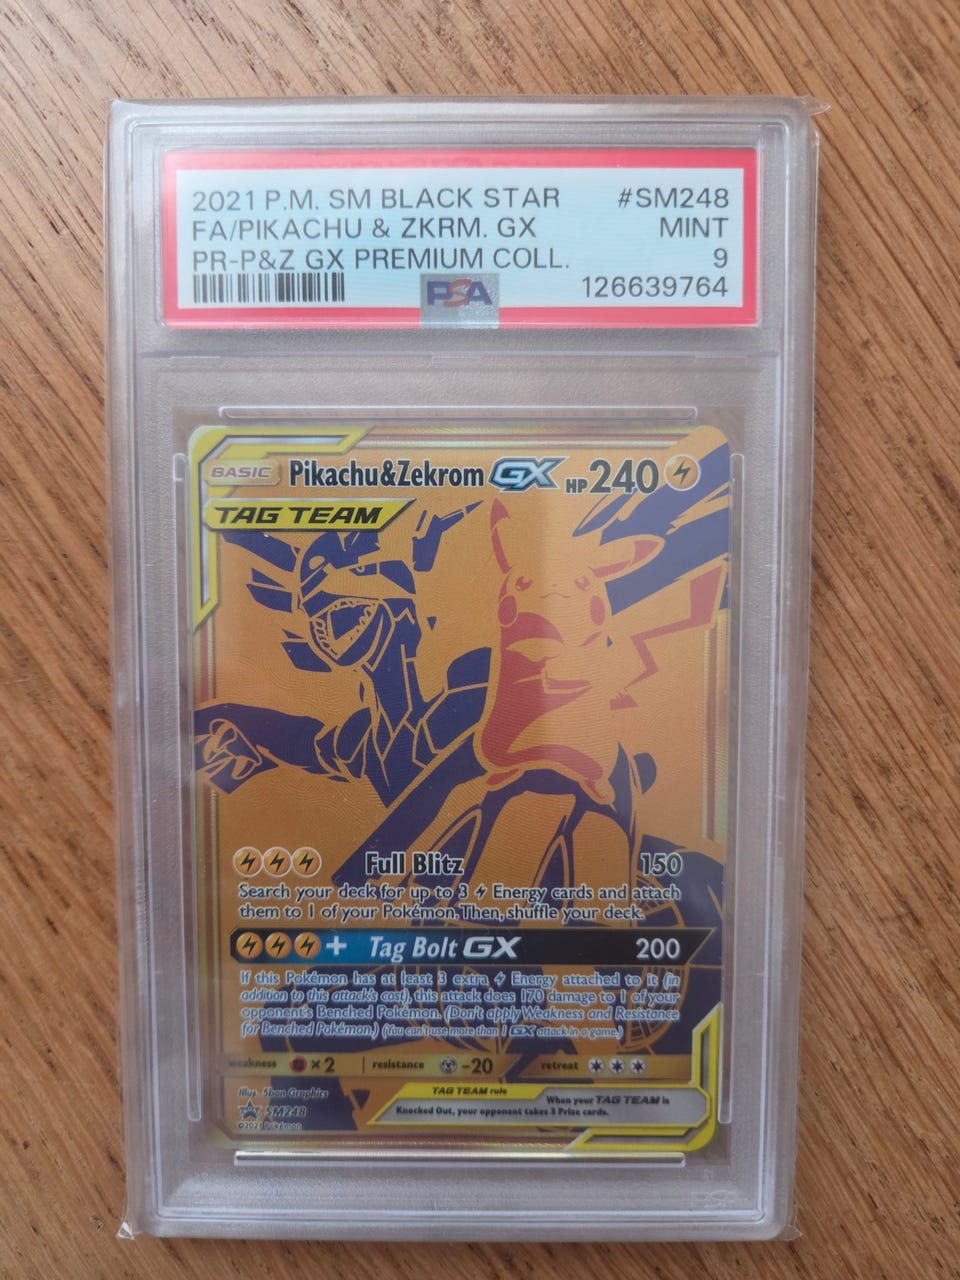 2021 P.M. SM BLACK STAR #SM248
FA/PIKACHU & ZKRM. GX MINT
PR-P&Z GX PREMIUM COLL. 9
PSA 126639764
BASIC Pikachu&Zekrom GX HP 240
TAG TEAM
Full Blitz 150
Search your deck for up to 3 Energy cards and attach
them to 1 of your Pokémon. Then, shuffle your deck.
+ Tag Bolt GX 200
If this Pokémon has at least 3 extra Energy attached to it (in
addition to this attack's cost), this attack does 170 damage to 1 of your
opponent's Benched Pokémon. (Don't apply Weakness and Resistance
for Benched Pokémon.) (You can't use more than 1 GX attack in a game.)
weakness ×2 resistance -20 retreat
Illus. 5ban Graphics
TAG TEAM rule
When your TAG TEAM is
SM248
Knocked Out, your opponent takes 3 Prize cards.
©2021 Pokémon
PSA